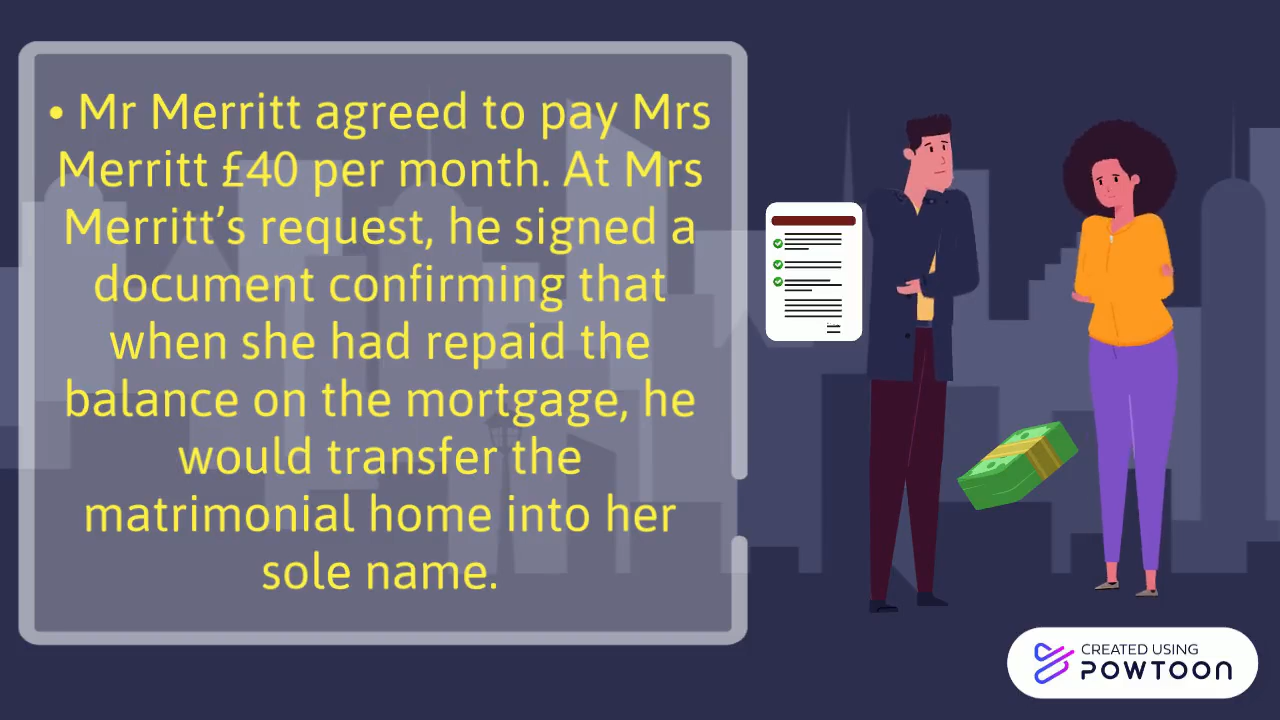 • Mr Merritt agreed to pay Mrs
Merritt £40 per month. At Mrs
Merritt’s request, he signed a
document confirming that
when she had repaid the
balance on the mortgage, he
would transfer the
matrimonial home into her
sole name.
CREATED USING
POWTOON